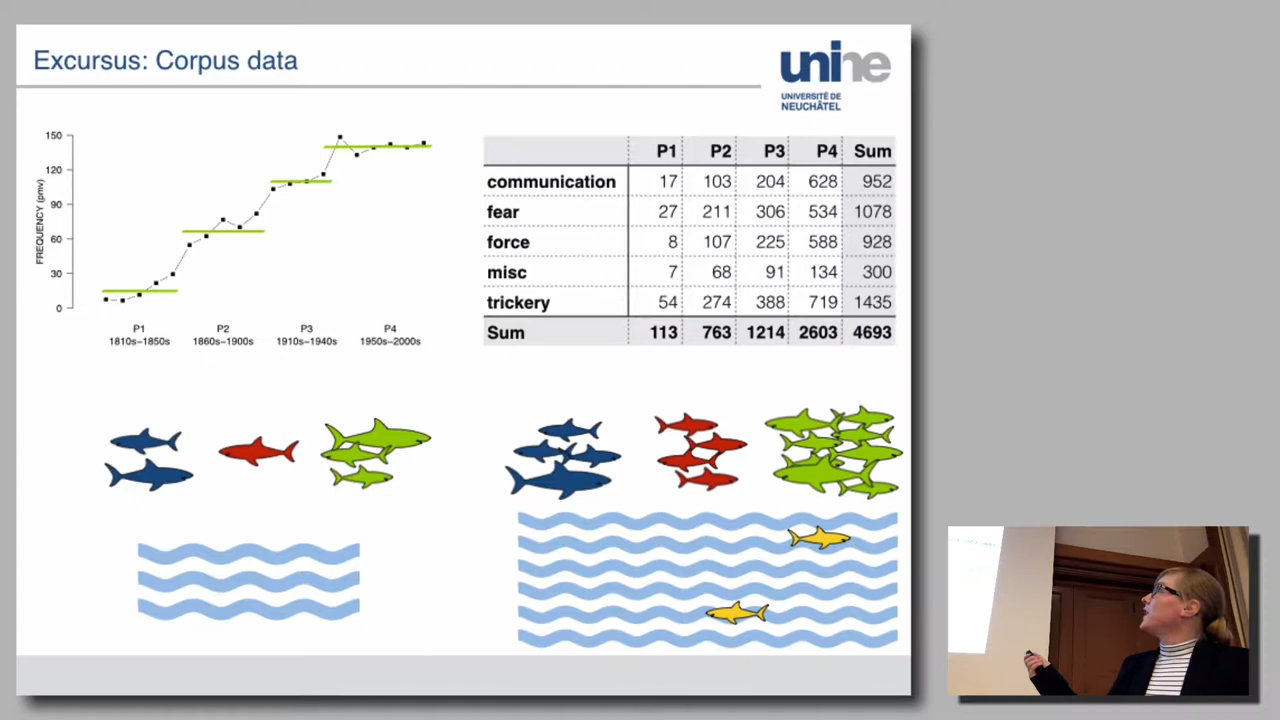 Excursus: Corpus data
unine
UNIVERSITÉ DE
NEUCHÂTEL
FREQUENCY (pmv)
150
120
90
60
30
0
P1 P2 P3 P4
1810s–1850s 1860s–1900s 1910s–1940s 1950s–2000s
P1 P2 P3 P4 Sum
communication 17 103 204 628 952
fear 27 211 306 534 1078
force 8 107 225 588 928
misc 7 68 91 134 300
trickery 54 274 388 719 1435
Sum 113 763 1214 2603 4693